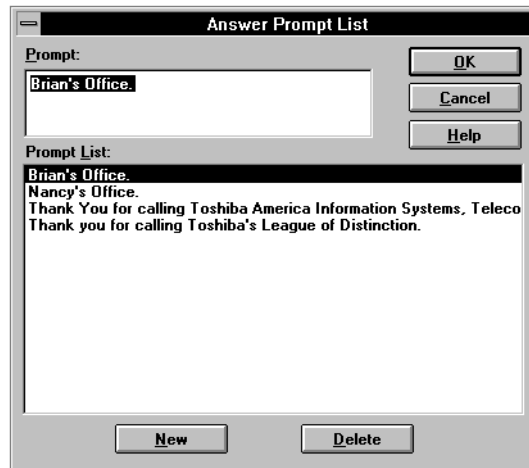 Answer Prompt List
Prompt:
Brian's Office.
OK
Cancel
Help
Prompt List:
Brian's Office.
Nancy's Office.
Thank You for calling Toshiba America Information Systems, Teleco
Thank you for calling Toshiba's League of Distinction.
New
Delete